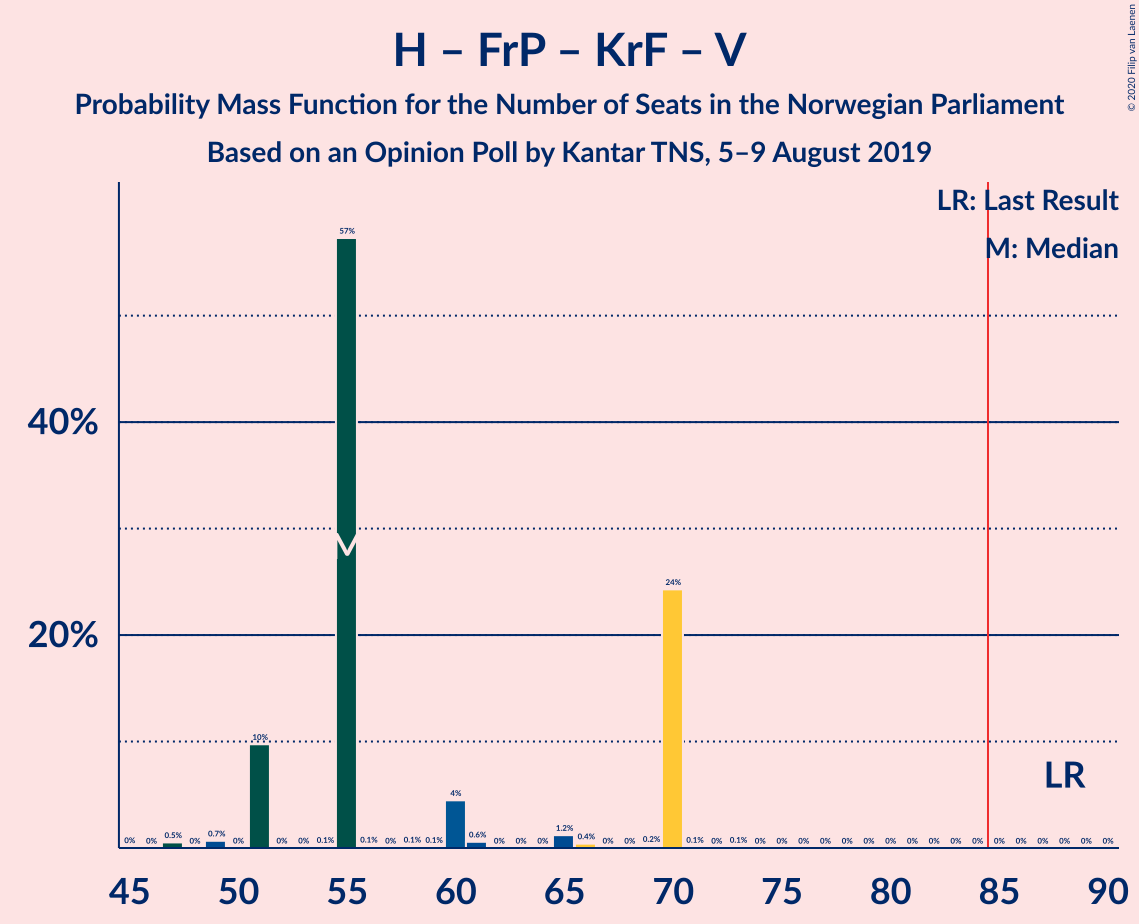 H – FrP – KrF – V
Probability Mass Function for the Number of Seats in the Norwegian Parliament
Based on an Opinion Poll by Kantar TNS, 5–9 August 2019
© 2020 Filip van Laenen
LR: Last Result
M: Median
57%
40%
24%
20%
10%
LR
4%
0% 0% 0.5% 0% 0.7% 0% 0% 0% 0.1% 0.1% 0% 0.1% 0.1% 0.6% 0% 0% 0% 1.2% 0.4% 0% 0% 0.2% 0.1% 0% 0.1% 0% 0% 0% 0% 0% 0% 0% 0% 0% 0% 0% 0% 0% 0% 0% 0% 0%
45 50 55 60 65 70 75 80 85 90